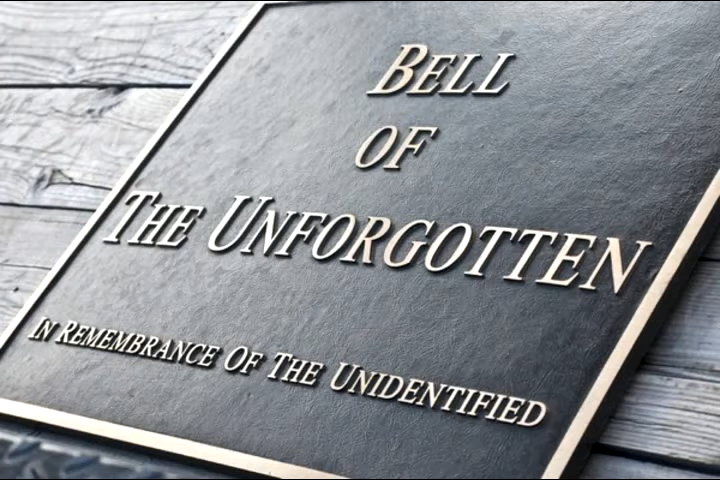 Bell
of
The Unforgotten
In Remembrance Of The Unidentified